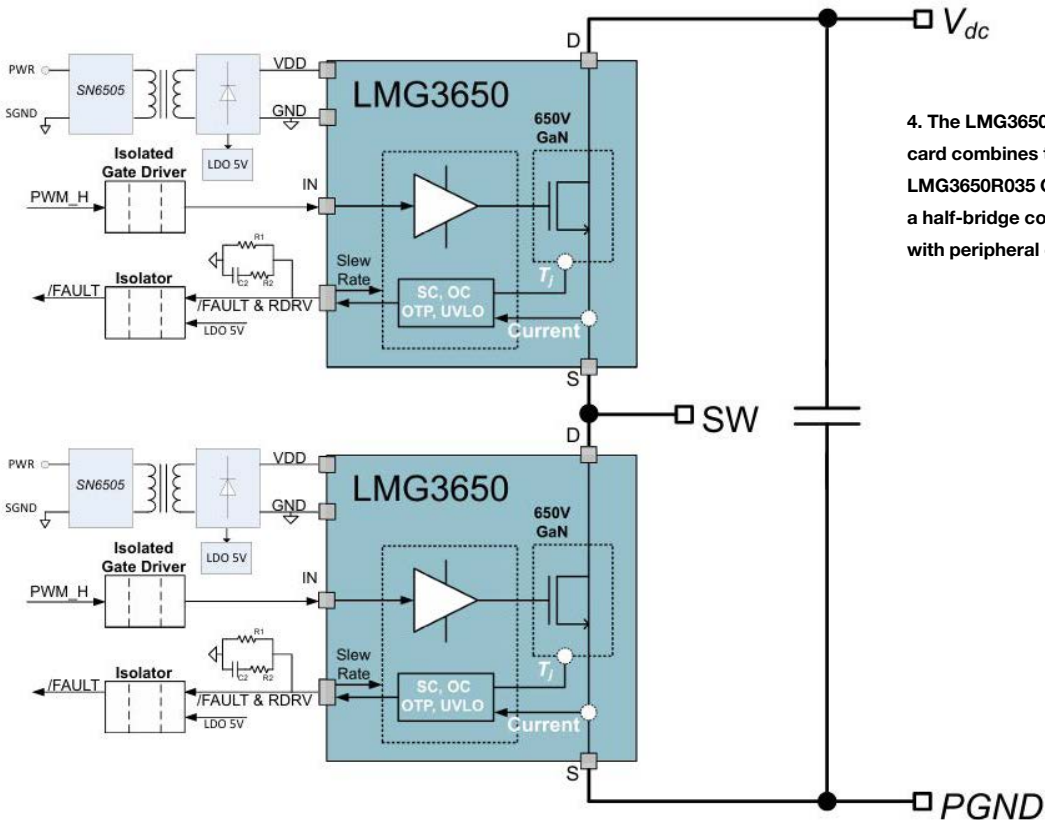 V_dc
4. The LMG3650
card combines
LMG3650R035
a half-bridge
with peripheral
D
PWR
SN6505
SGND
VDD
GND
LDO 5V
LMG3650
650V
GaN
Isolated
Gate Driver
PWM_H
IN
R1
C2
R2
Slew
Rate
Isolator
/FAULT
/FAULT & RDRV
LDO 5V
SC, OC
OTP, UVLO
Tj
Current
S
SW
D
PWR
SN6505
SGND
VDD
GND
LDO 5V
LMG3650
650V
GaN
Isolated
Gate Driver
PWM_H
IN
R1
C2
R2
Slew
Rate
Isolator
/FAULT
/FAULT & RDRV
LDO 5V
SC, OC
OTP, UVLO
Tj
Current
S
PGND